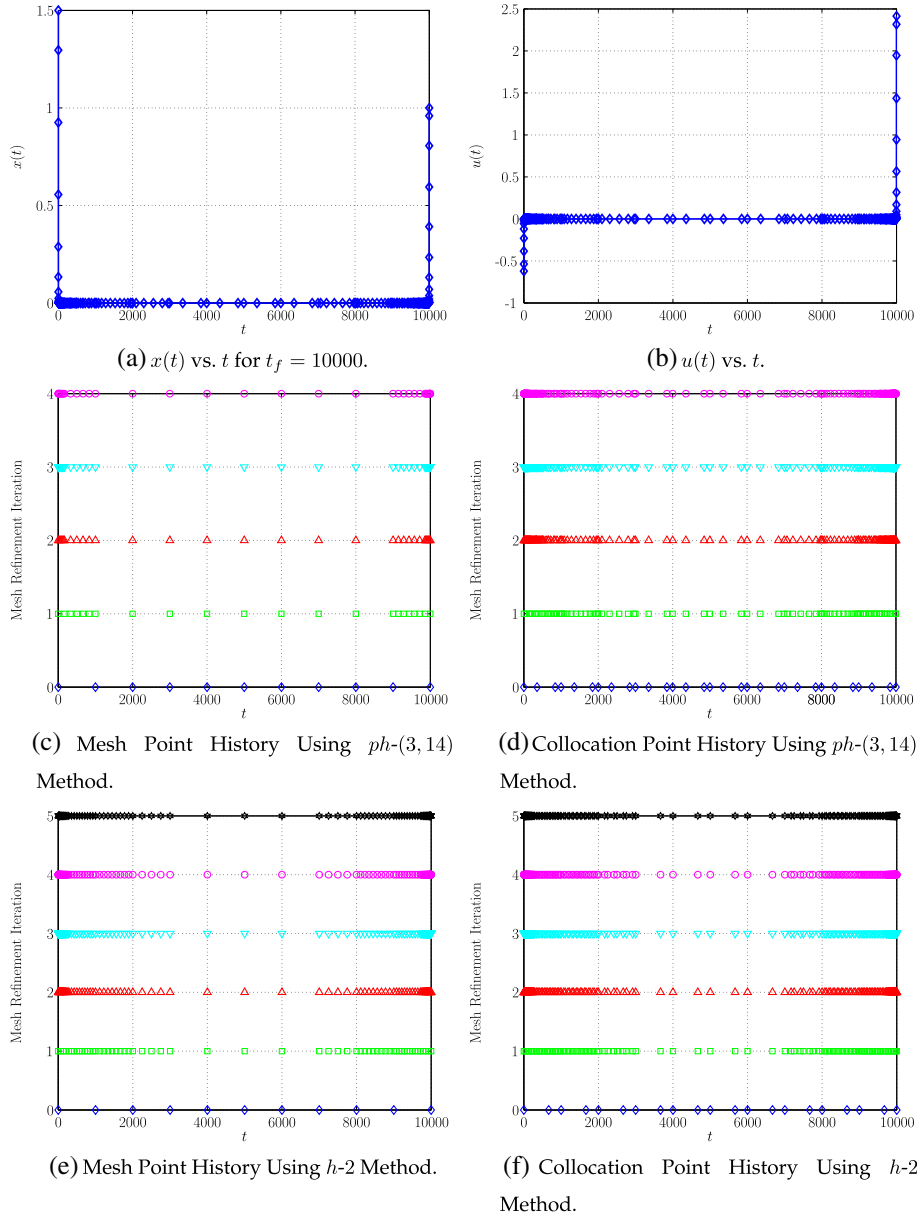 1.5
1
0.5
0
x(t)
0 2000 4000 6000 8000 10000
t
2.5
2
1.5
1
0.5
0
-0.5
-1
u(t)
0 2000 4000 6000 8000 10000
t
(a) x(t) vs. t for t_f = 10000.
(b) u(t) vs. t.
4
3
2
1
0
Mesh Refinement Iteration
0 2000 4000 6000 8000 10000
t
4
3
2
1
0
Mesh Refinement Iteration
0 2000 4000 6000 8000 10000
t
(c) Mesh Point History Using ph-(3, 14)
Method.
(d) Collocation Point History Using ph-(3, 14)
Method.
5
4
3
2
1
0
Mesh Refinement Iteration
0 2000 4000 6000 8000 10000
t
5
4
3
2
1
0
Mesh Refinement Iteration
0 2000 4000 6000 8000 10000
t
(e) Mesh Point History Using h-2 Method.
(f) Collocation Point History Using h-2
Method.